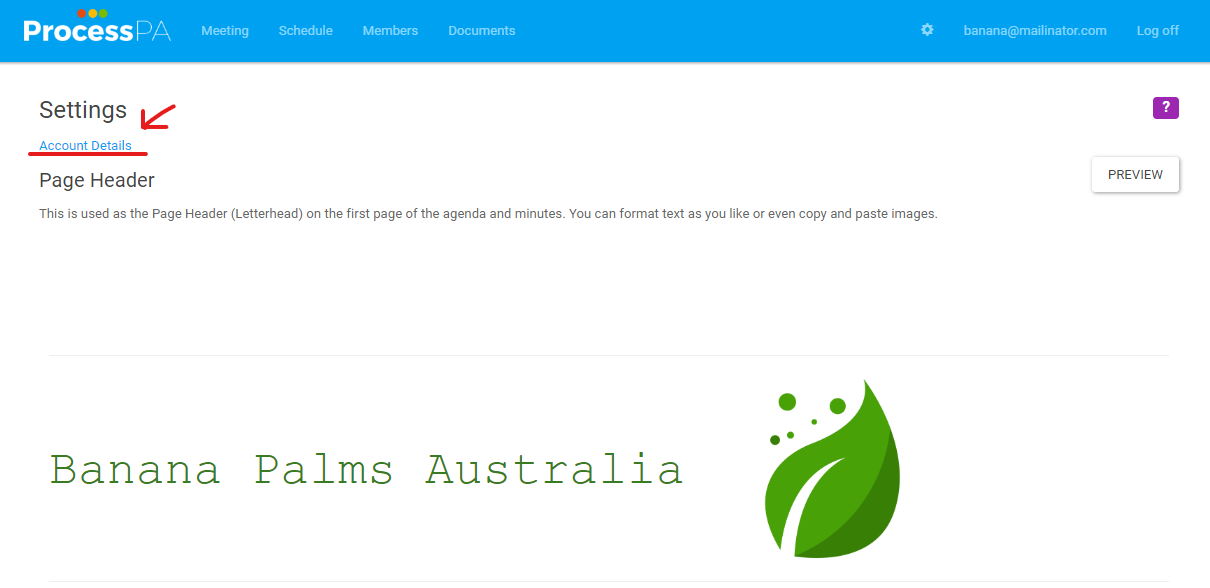 ProcessPA Meeting Schedule Members Documents banana@mailinator.com Log off
Settings
?
Account Details
Page Header
PREVIEW
This is used as the Page Header (Letterhead) on the first page of the agenda and minutes. You can format text as you like or even copy and paste images.
Banana Palms Australia